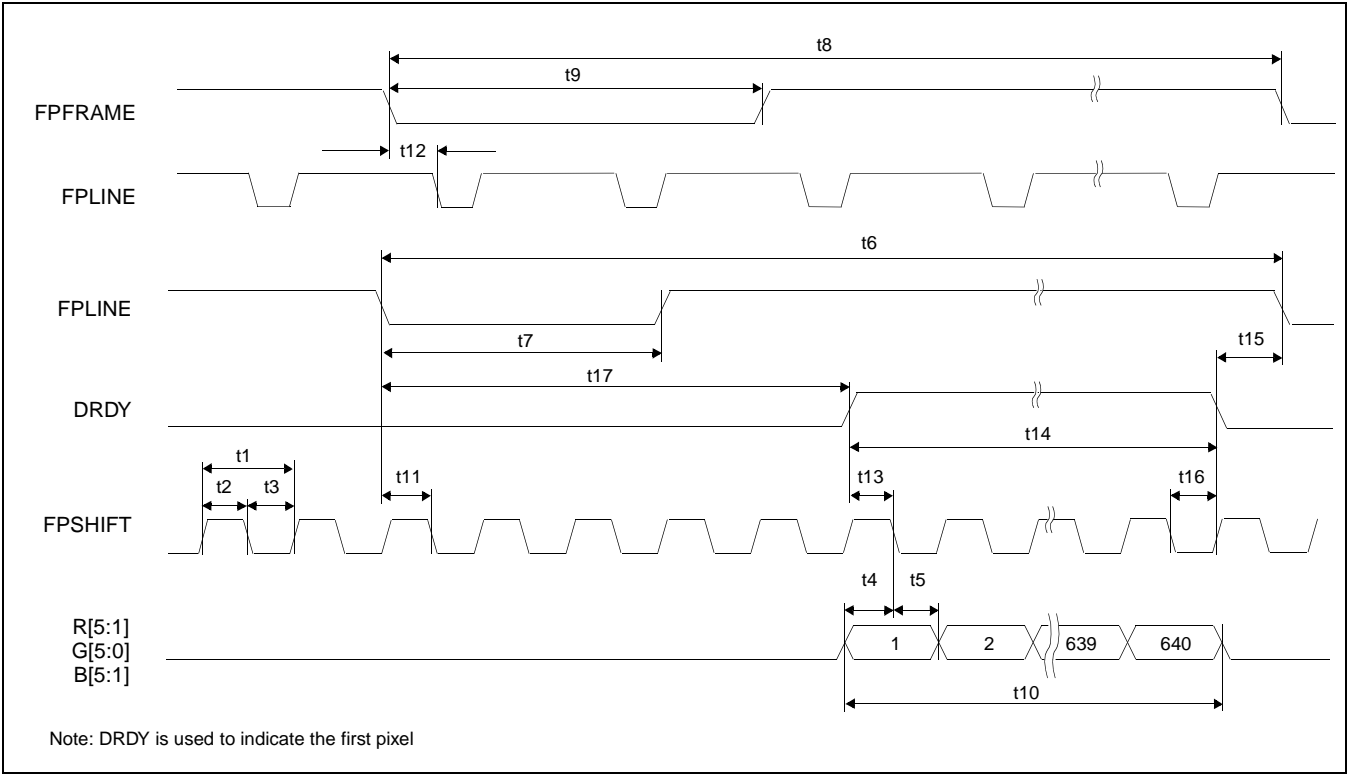 t8
t9
FPFRAME
t12
FPLINE
t6
FPLINE
t7
t15
t17
DRDY
t14
t1
t2 t3
t11
t13
t16
FPSHIFT
t4 t5
R[5:1]
G[5:0]
B[5:1]
1 2 639 640
t10
Note: DRDY is used to indicate the first pixel